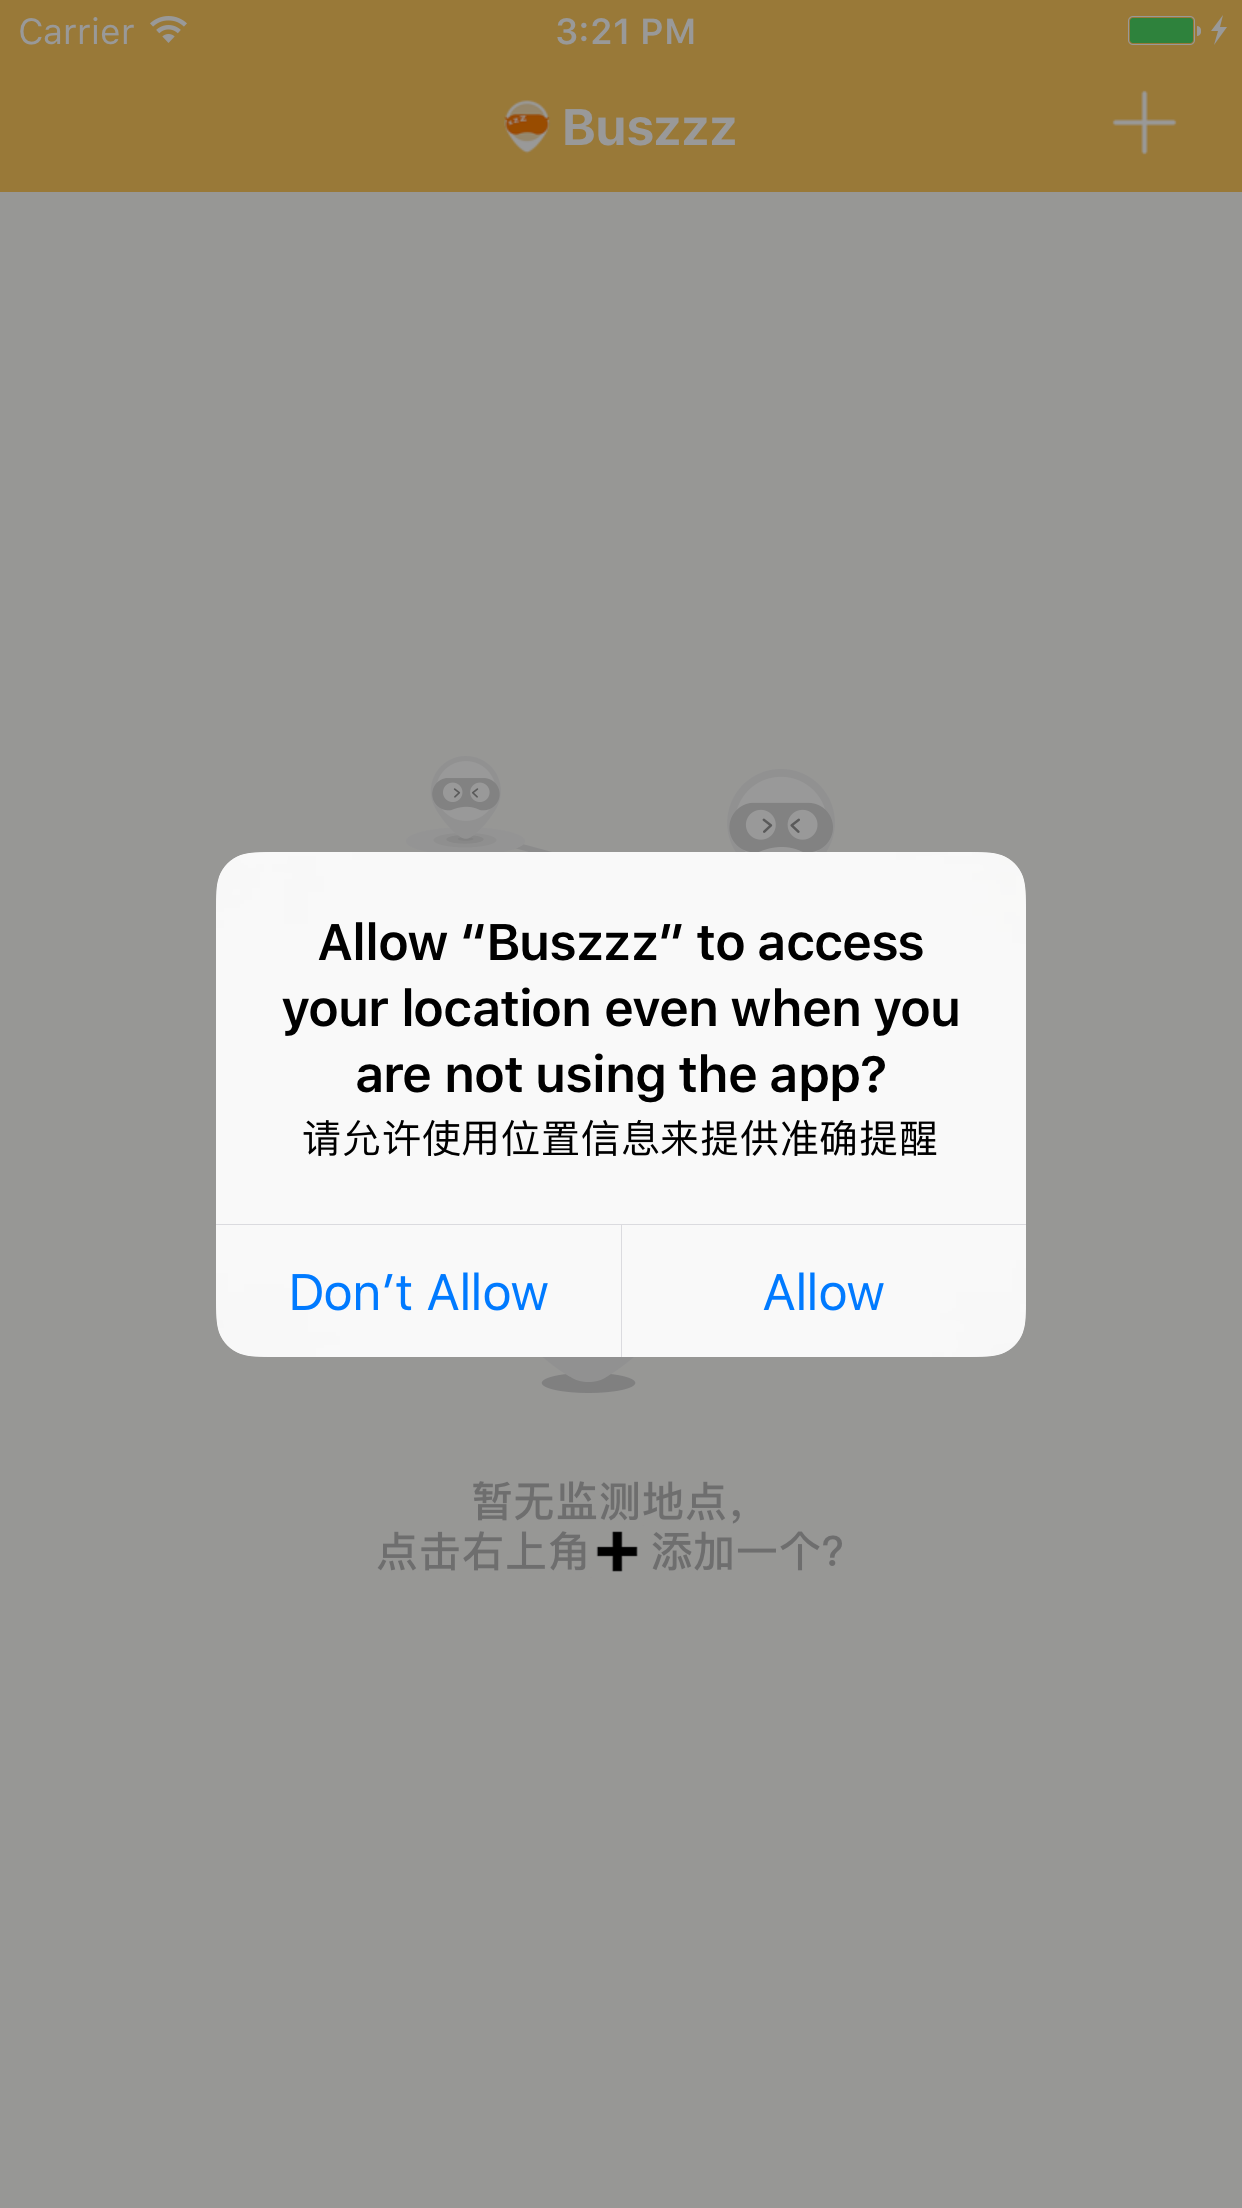 Carrier 3:21 PM
Buszzz
Allow “Buszzz” to access
your location even when you
are not using the app?
请允许使用位置信息来提供准确提醒
Don’t Allow Allow
暂无监测地点，
点击右上角➕ 添加一个?